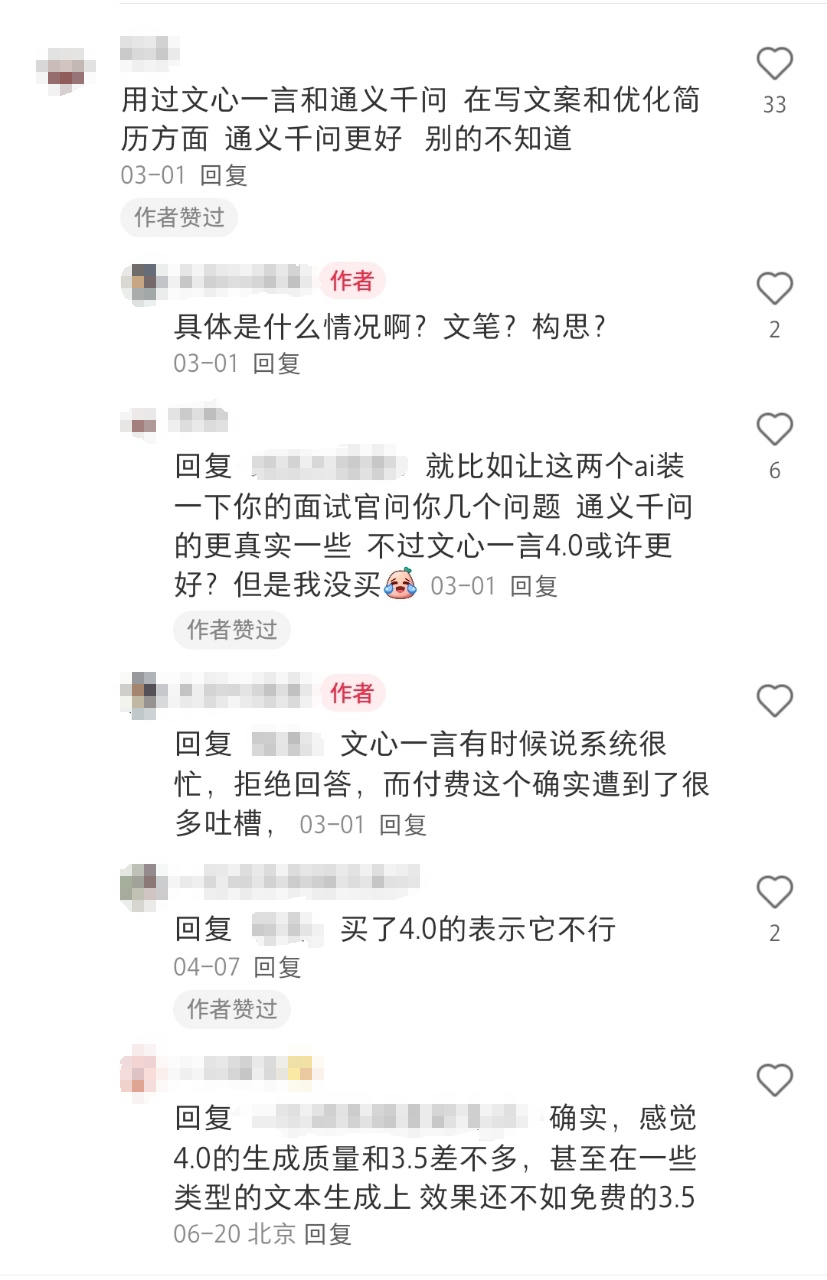 33
用过文心一言和通义千问 在写文案和优化简
历方面 通义千问更好 别的不知道
03-01 回复
作者赞过
作者
具体是什么情况啊？文笔？构思？
2
03-01 回复
回复 就比如让这两个ai装
6
一下你的面试官问你几个问题 通义千问
的更真实一些 不过文心一言4.0或许更
好？但是我没买 03-01 回复
作者赞过
作者
回复 文心一言有时候说系统很
忙，拒绝回答，而付费这个确实遭到了很
多吐槽， 03-01 回复
回复 买了4.0的表示它不行
2
04-07 回复
作者赞过
回复 确实，感觉
4.0的生成质量和3.5差不多，甚至在一些
类型的文本生成上 效果还不如免费的3.5
06-20 北京 回复